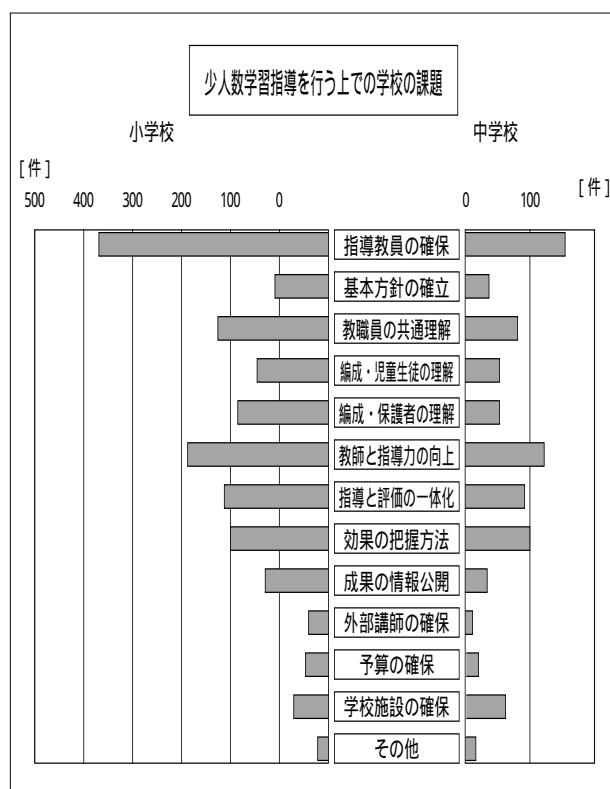 少人数学習指導を行う上での学校の課題
小学校 中学校
[件] [件]
500 400 300 200 100 0 0 100
指導教員の確保
基本方針の確立
教職員の共通理解
編成・児童生徒の理解
編成・保護者の理解
教師と指導力の向上
指導と評価の一体化
効果の把握方法
成果の情報公開
外部講師の確保
予算の確保
学校施設の確保
その他